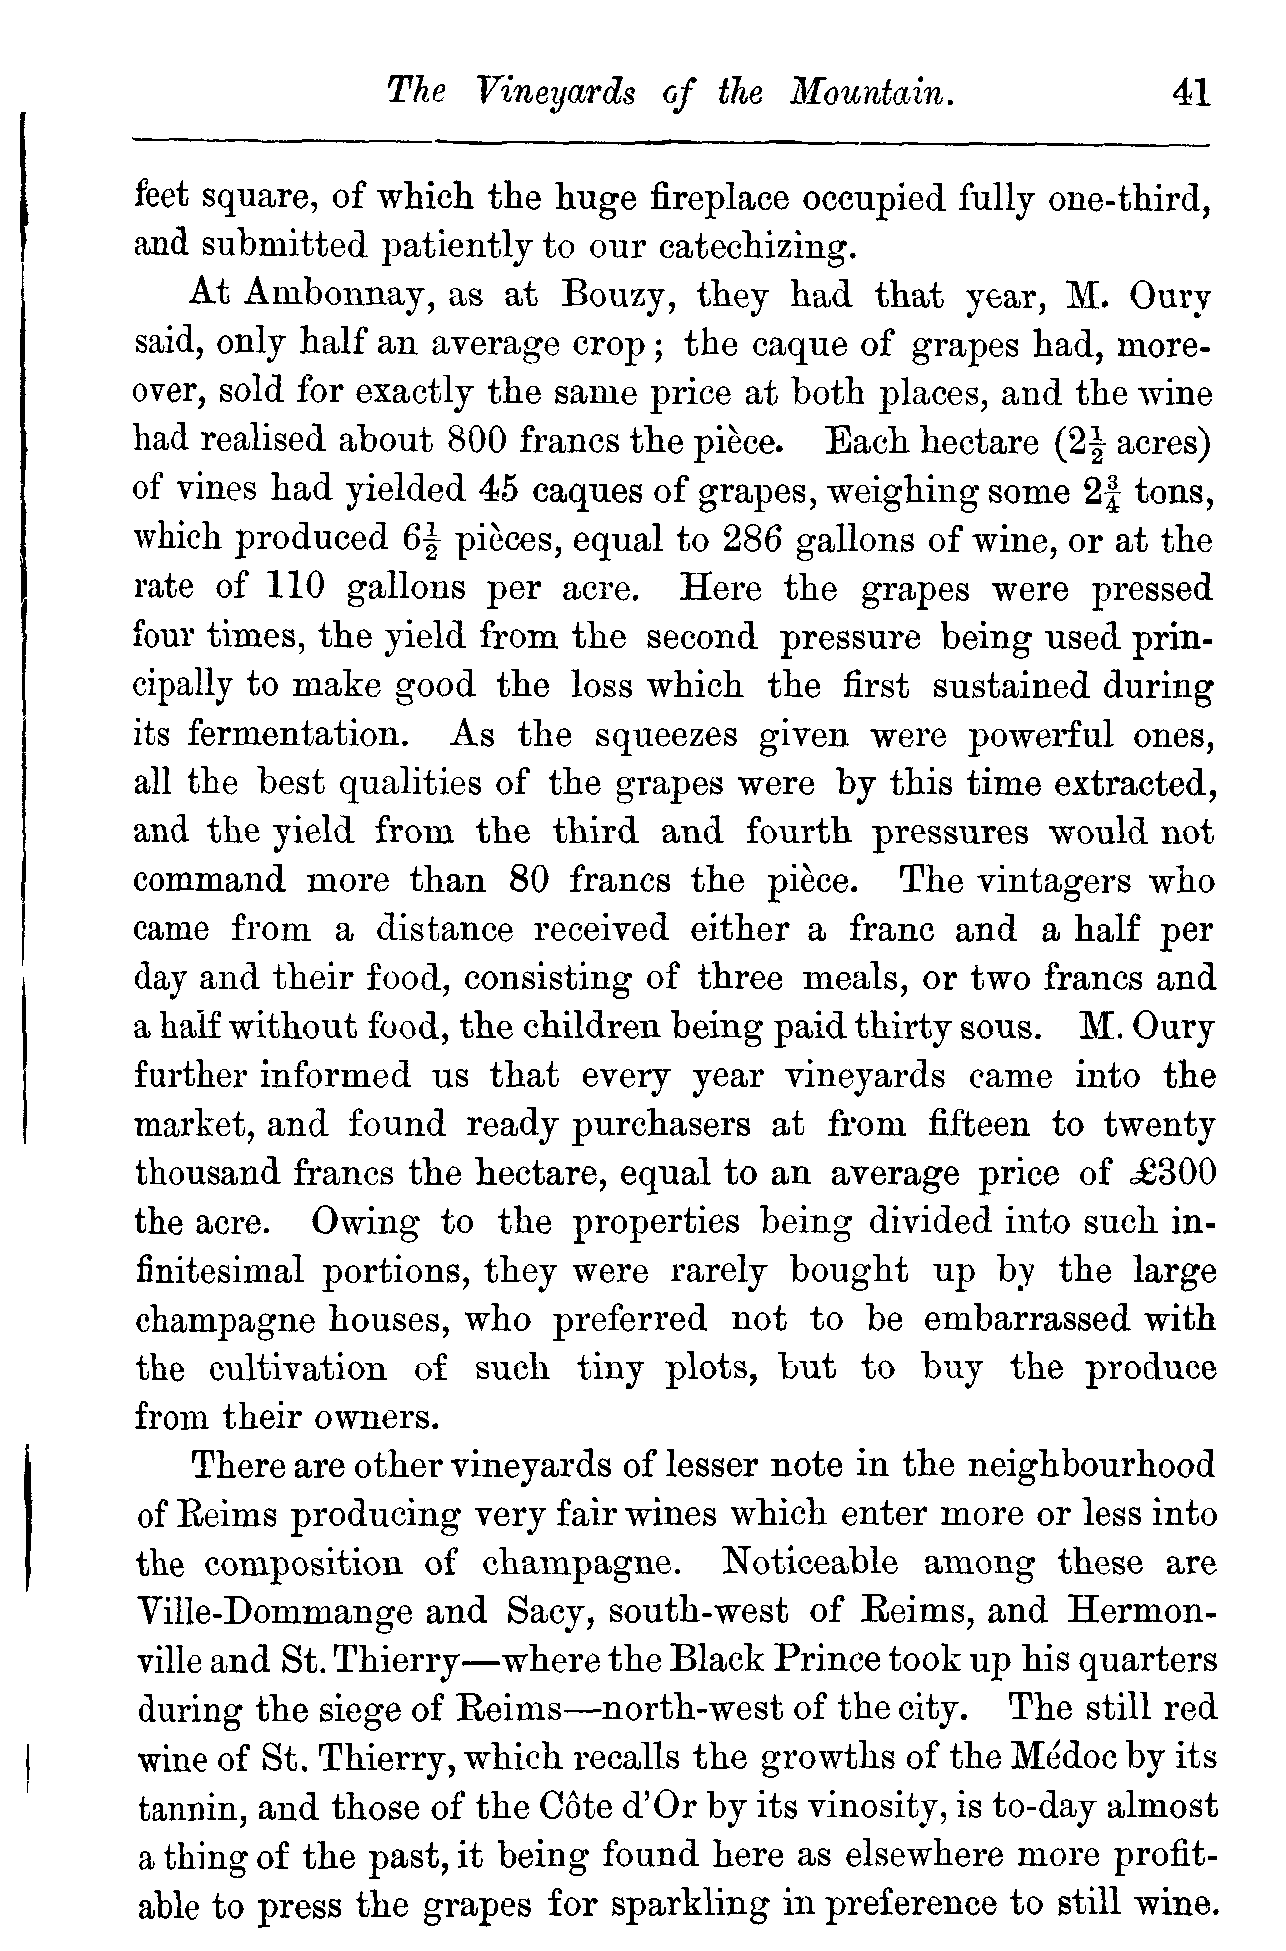 The Vineyards of the Mountain. 41
feet square, of which the huge fireplace occupied fully one-third,
and submitted patiently to our catechizing.
At Ambonnay, as at Bouzy, they had that year, M. Oury
said, only half an average crop; the caque of grapes had, more-
over, sold for exactly the same price at both places, and the wine
had realised about 800 francs the pièce. Each hectare (2½ acres)
of vines had yielded 45 caques of grapes, weighing some 2¾ tons,
which produced 6½ pièces, equal to 286 gallons of wine, or at the
rate of 110 gallons per acre. Here the grapes were pressed
four times, the yield from the second pressure being used prin-
cipally to make good the loss which the first sustained during
its fermentation. As the squeezes given were powerful ones,
all the best qualities of the grapes were by this time extracted,
and the yield from the third and fourth pressures would not
command more than 80 francs the pièce. The vintagers who
came from a distance received either a franc and a half per
day and their food, consisting of three meals, or two francs and
a half without food, the children being paid thirty sous. M. Oury
further informed us that every year vineyards came into the
market, and found ready purchasers at from fifteen to twenty
thousand francs the hectare, equal to an average price of £300
the acre. Owing to the properties being divided into such in-
finitesimal portions, they were rarely bought up by the large
champagne houses, who preferred not to be embarrassed with
the cultivation of such tiny plots, but to buy the produce
from their owners.
There are other vineyards of lesser note in the neighbourhood
of Reims producing very fair wines which enter more or less into
the composition of champagne. Noticeable among these are
Ville-Dommange and Sacy, south-west of Reims, and Hermon-
ville and St. Thierry—where the Black Prince took up his quarters
during the siege of Reims—north-west of the city. The still red
wine of St. Thierry, which recalls the growths of the Médoc by its
tannin, and those of the Côte d'Or by its vinosity, is to-day almost
a thing of the past, it being found here as elsewhere more profit-
able to press the grapes for sparkling in preference to still wine.